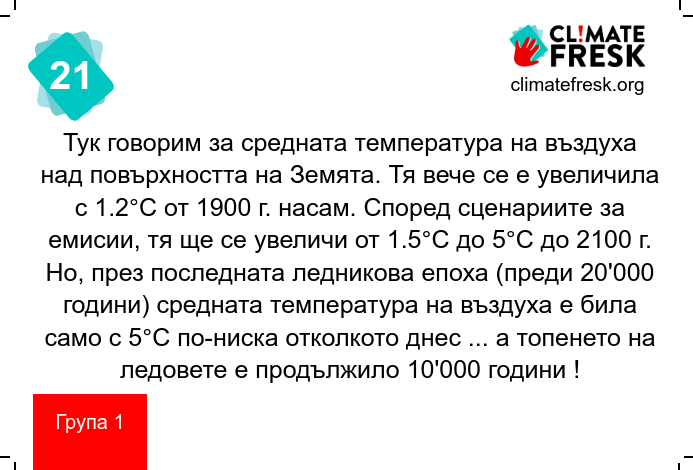 21
CL!MATE
FRESK
climatefresk.org
Тук говорим за средната температура на въздуха
над повърхността на Земята. Тя вече се е увеличила
с 1.2°C от 1900 г. насам. Според сценариите за
емисии, тя ще се увеличи от 1.5°C до 5°C до 2100 г.
Но, през последната ледникова епоха (преди 20'000
години) средната температура на въздуха е била
само с 5°C по-ниска отколкото днес ... а топенето на
ледовете е продължило 10'000 години !
Група 1